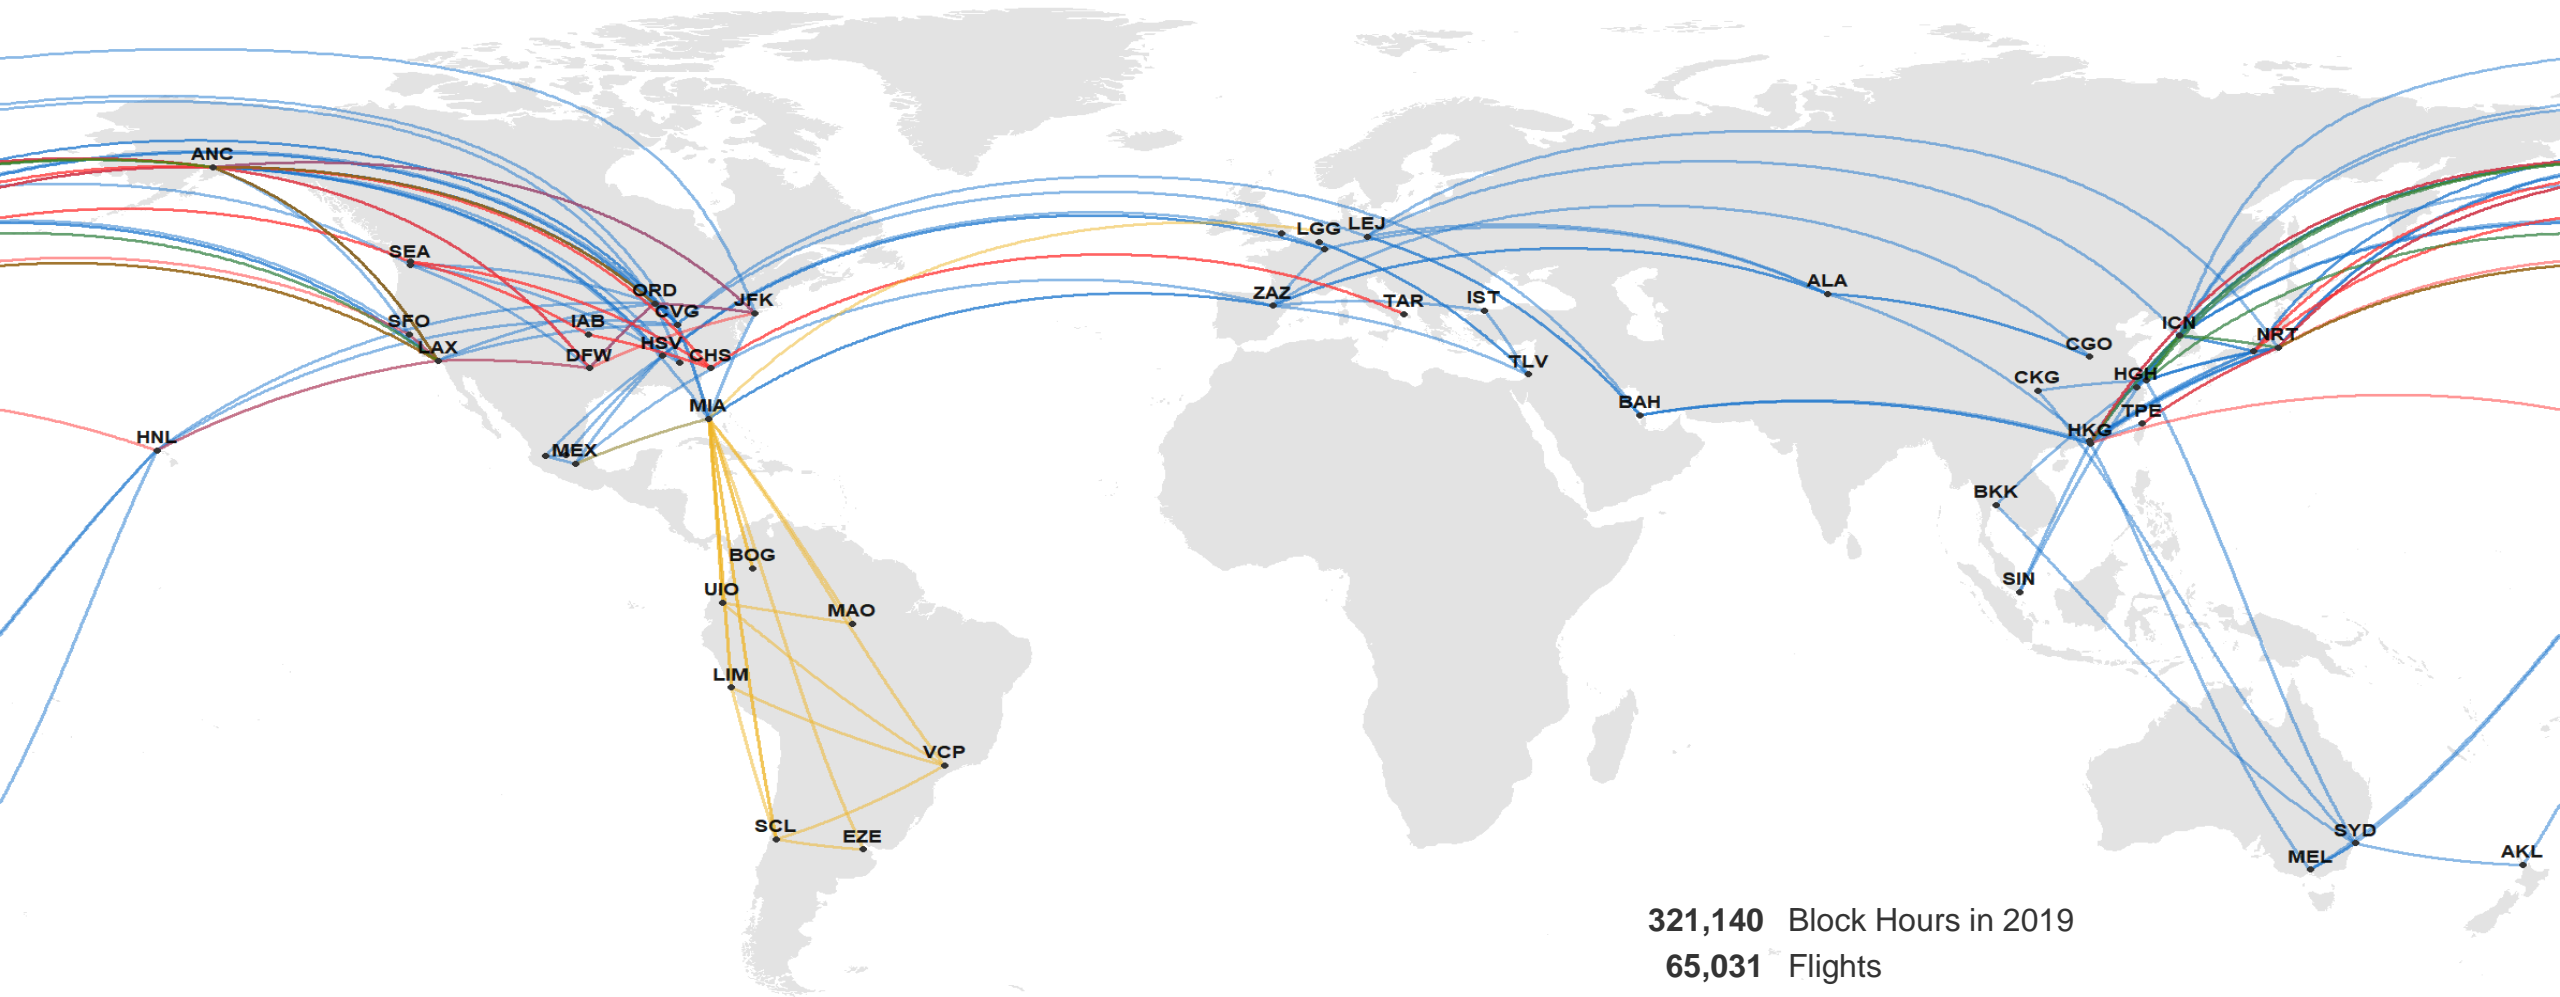 ANC
SEA
LGG LEJ
ORD
JFK
CVG
ZAZ
TAR
IST
ALA
SFO
IAB
ICN
NRT
LAX
HSV
DFW
CHS
TLV
CGO
CKG
HGH
MIA
BAH
TPE
HNL
HKG
MEX
BKK
BOG
UIO
SIN
MAO
LIM
VCP
SCL
EZE
SYD
MEL
AKL
321,140 Block Hours in 2019
65,031 Flights